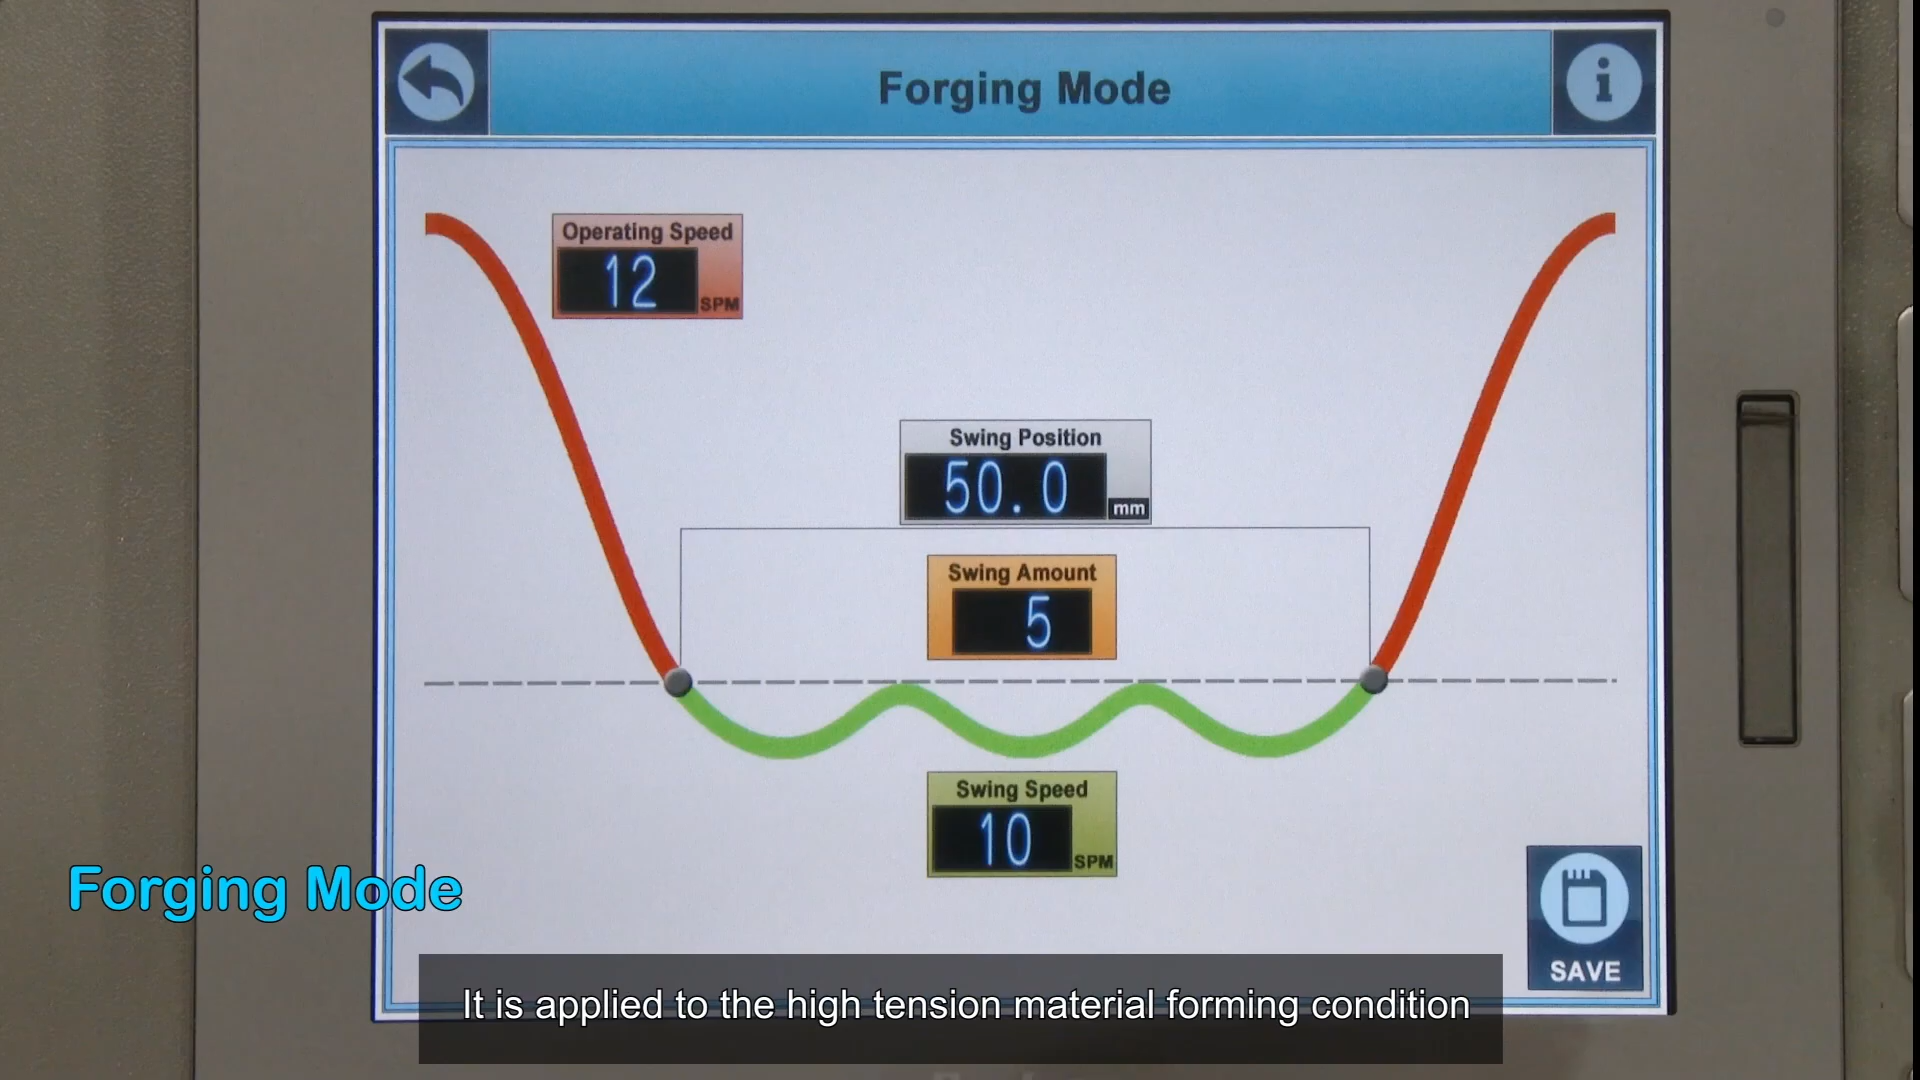 Forging Mode
Operating Speed
12 SPM
Swing Position
50.0 mm
Swing Amount
5
Swing Speed
10 SPM
SAVE
Forging Mode
It is applied to the high tension material forming condition